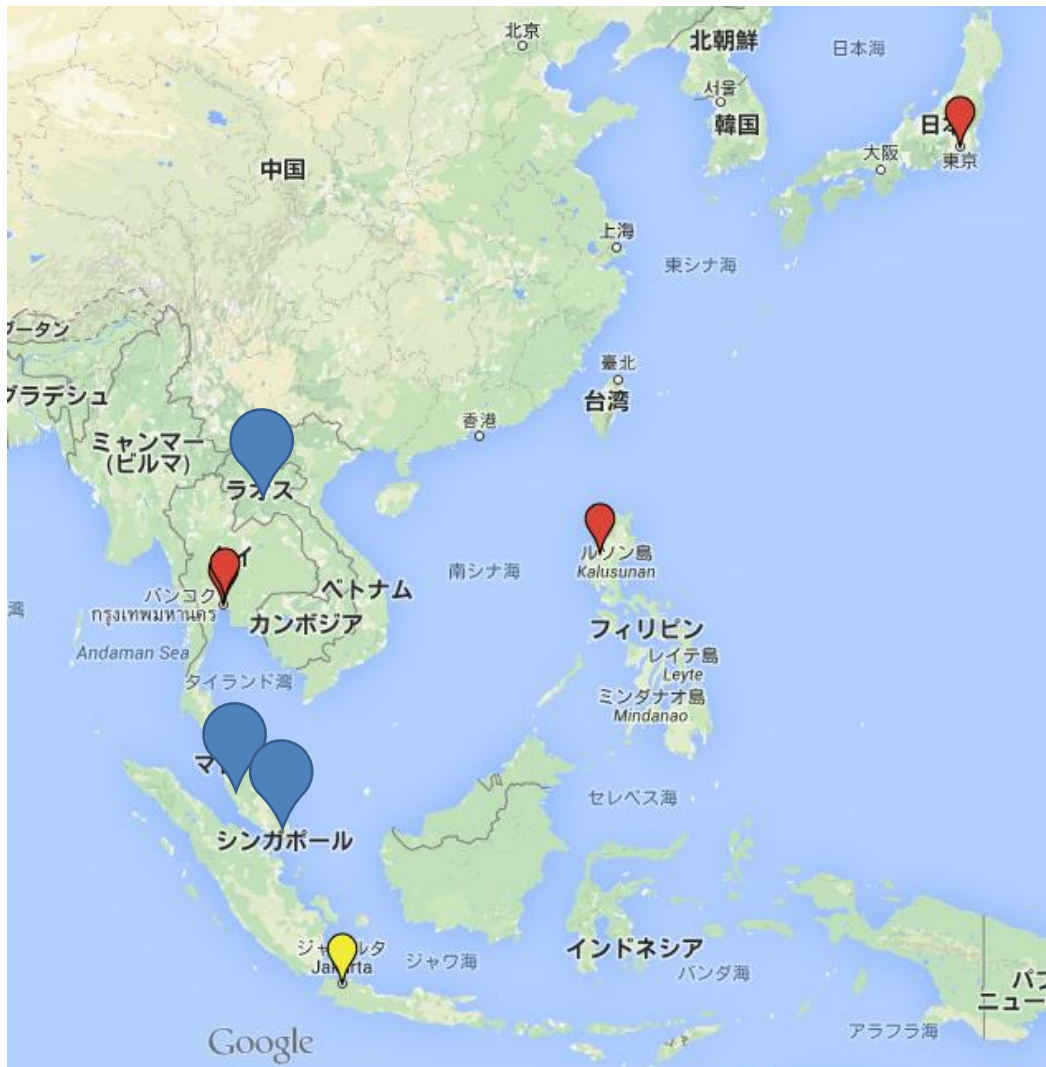 北京
北朝鮮
日本海
서울
韓国
日本
大阪
東京
中国
上海
東シナ海
ブータン
臺北
台湾
グラデシュ
香港
ミャンマー
(ビルマ)
ラオス
ルソン島
Kalusunan
南シナ海
バンコク
กรุงเทพมหานคร
ベトナム
カンボジア
湾
フィリピン
Andaman Sea
レイテ島
Leyte
タイランド湾
ミンダナオ島
Mindanao
セレベス海
シンガポール
Jakarta
ジャワ海
インドネシア
バンダ海
パプ
ニュー
アラフラ海
Google